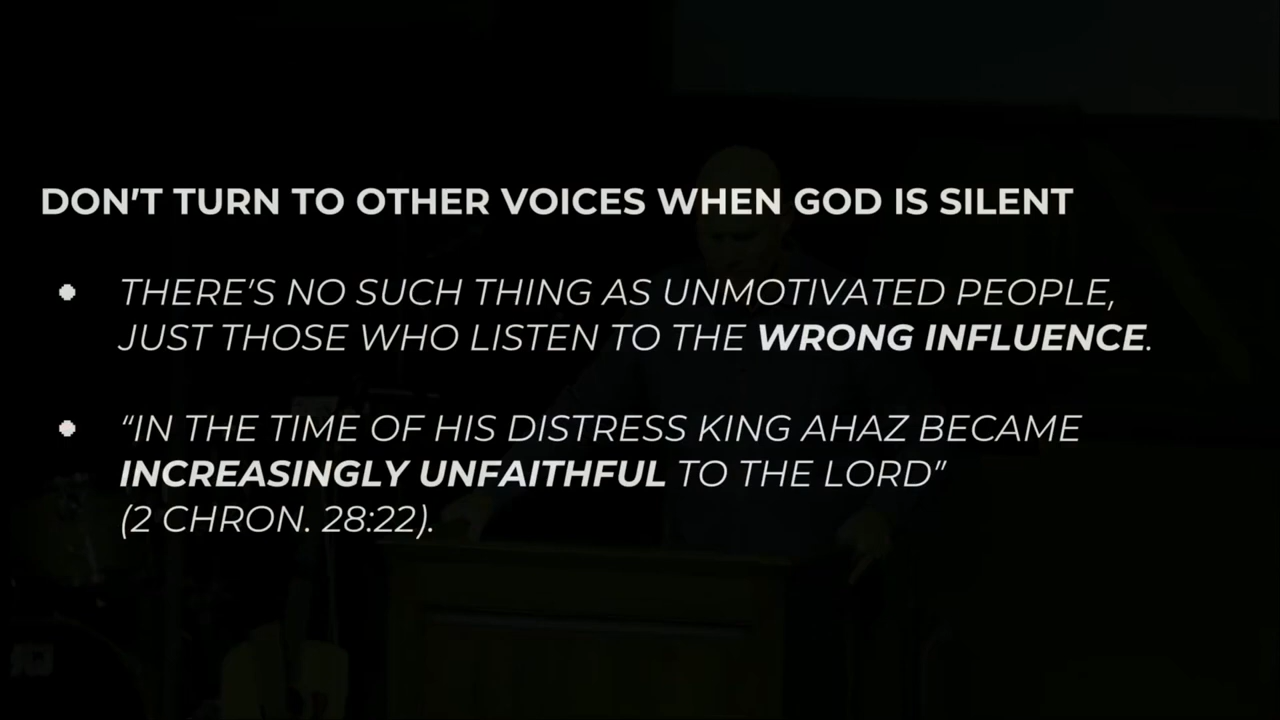 DON'T TURN TO OTHER VOICES WHEN GOD IS SILENT
• THERE'S NO SUCH THING AS UNMOTIVATED PEOPLE,
JUST THOSE WHO LISTEN TO THE WRONG INFLUENCE.
• “IN THE TIME OF HIS DISTRESS KING AHAZ BECAME
INCREASINGLY UNFAITHFUL TO THE LORD”
(2 CHRON. 28:22).